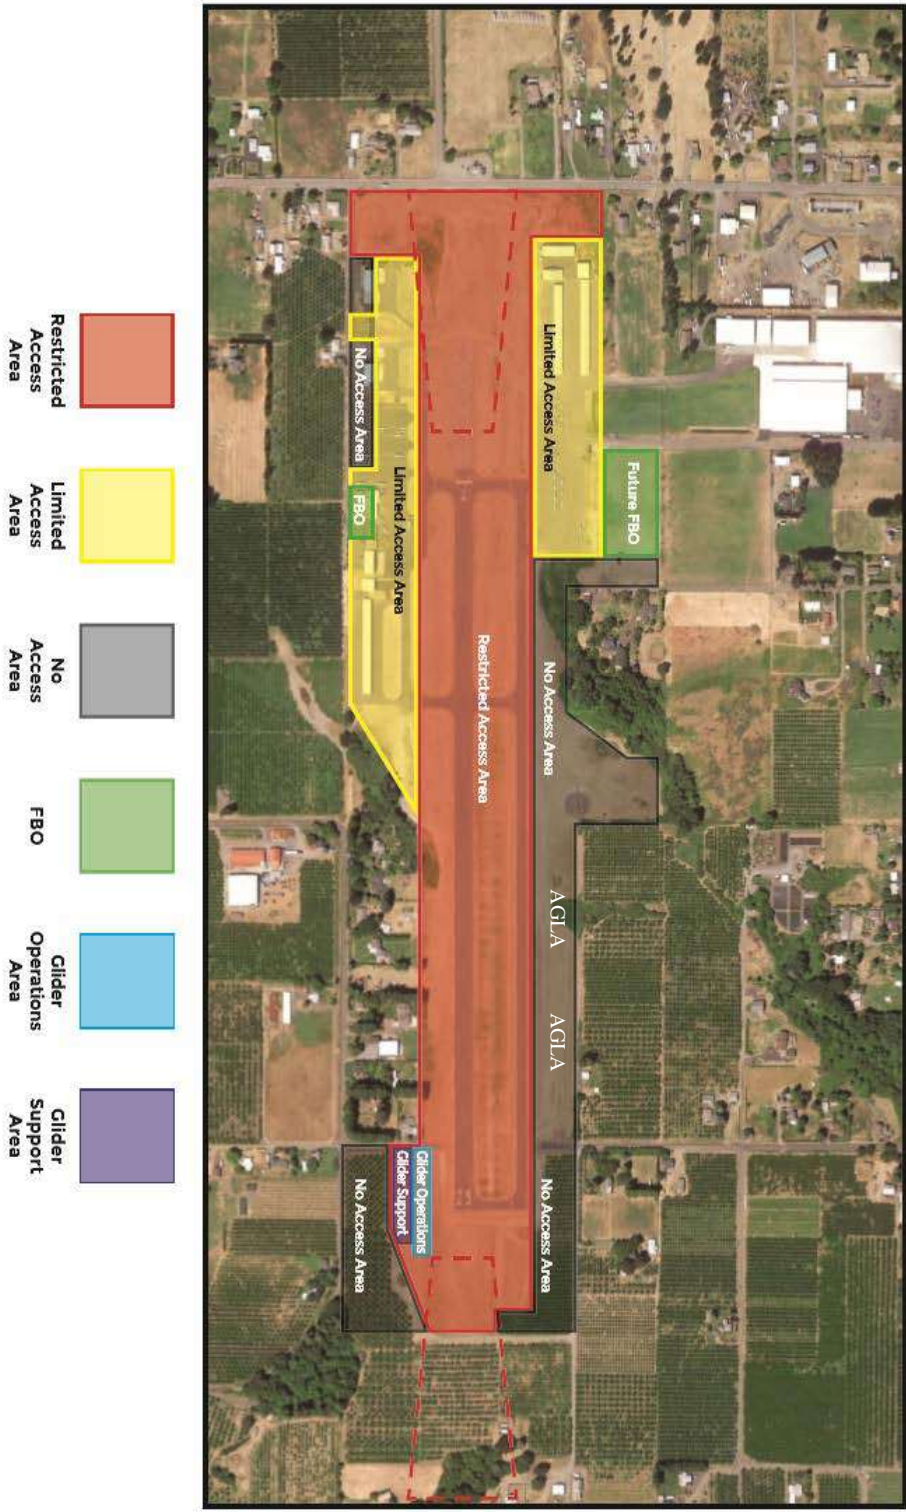 Limited Access Area
Future FBO
No Access Area
FBO
Limited Access Area
Restricted Access Area
No Access Area
AGLA
AGLA
Glider Operations
Glider Support
No Access Area
No Access Area
Restricted
Access
Area
Limited
Access
Area
No
Access
Area
FBO
Glider
Operations
Area
Glider
Support
Area